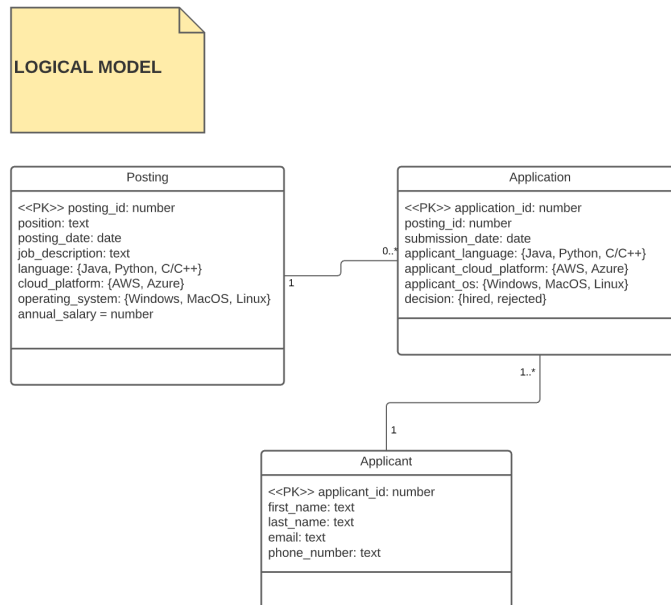 LOGICAL MODEL
Posting
<<PK>> posting_id: number
position: text
posting_date: date
job_description: text
language: {Java, Python, C/C++}
cloud_platform: {AWS, Azure}
operating_system: {Windows, MacOS, Linux}
annual_salary = number
1
0..*
Application
<<PK>> application_id: number
posting_id: number
submission_date: date
applicant_language: {Java, Python, C/C++}
applicant_cloud_platform: {AWS, Azure}
applicant_os: {Windows, MacOS, Linux}
decision: {hired, rejected}
1..*
1
Applicant
<<PK>> applicant_id: number
first_name: text
last_name: text
email: text
phone_number: text